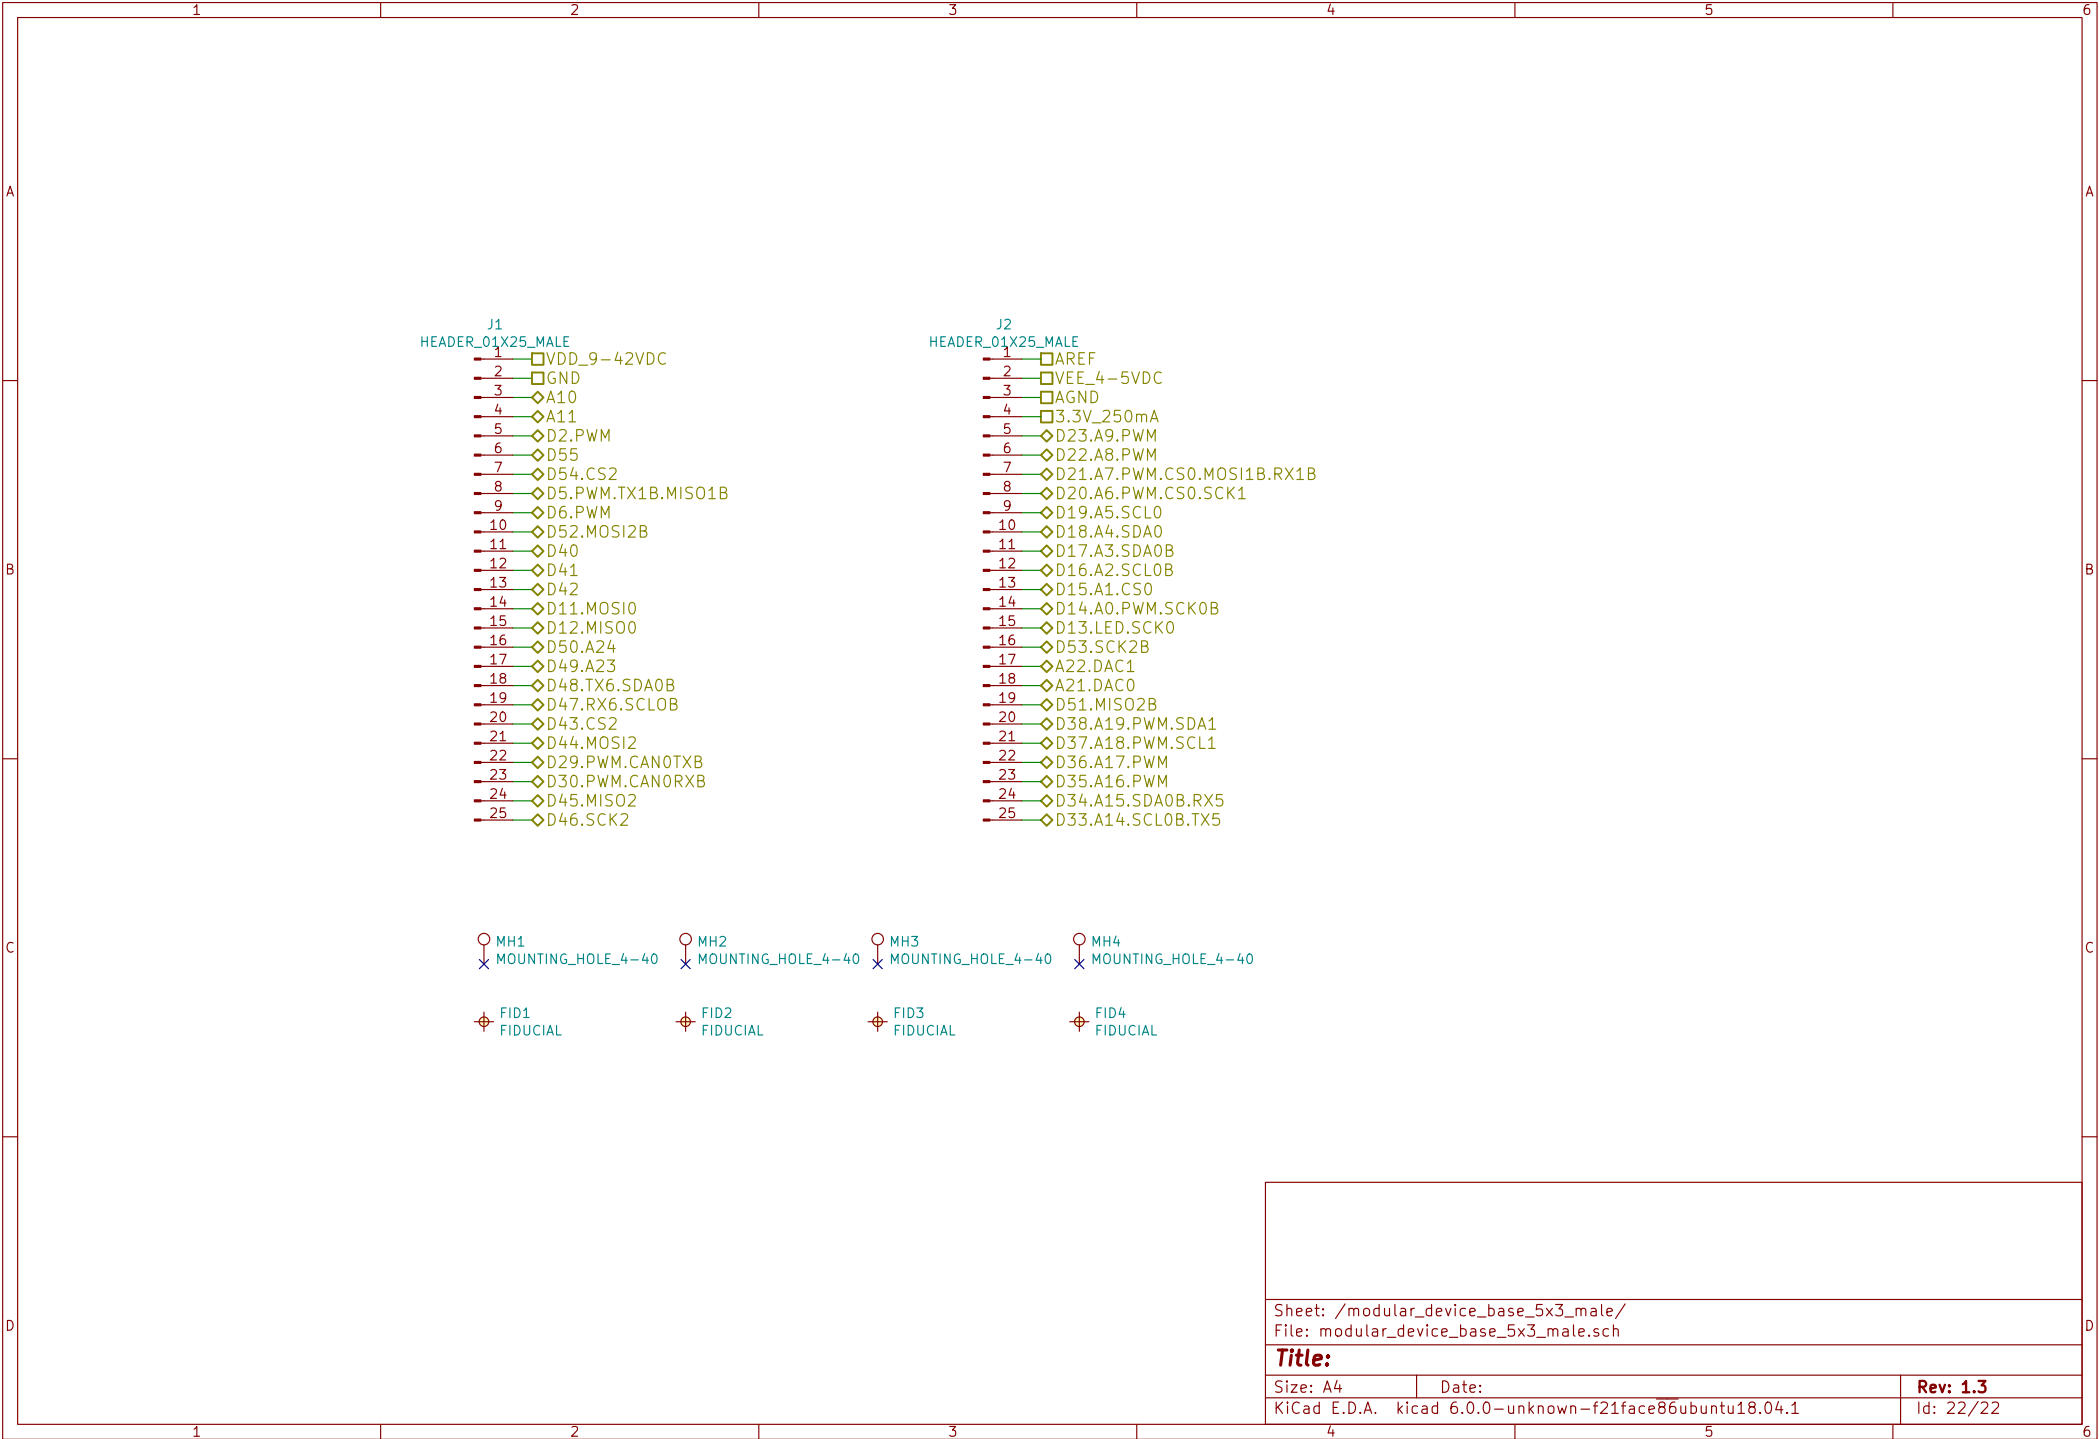 1 2 3 4 5 6
A A
J1
HEADER_01X25_MALE
1 VDD_9-42VDC
2 GND
3 A10
4 A11
5 D2.PWM
6 D55
7 D54.CS2
8 D5.PWM.TX1B.MISO1B
9 D6.PWM
10 D52.MOSI2B
11 D40
12 D41
13 D42
14 D11.MOSI0
15 D12.MISO0
16 D50.A24
17 D49.A23
18 D48.TX6.SDA0B
19 D47.RX6.SCLOB
20 D43.CS2
21 D44.MOSI2
22 D29.PWM.CAN0TXB
23 D30.PWM.CAN0RXB
24 D45.MISO2
25 D46.SCK2
J2
HEADER_01X25_MALE
1 AREF
2 VEE_4-5VDC
3 AGND
4 3.3V_250mA
5 D23.A9.PWM
6 D22.A8.PWM
7 D21.A7.PWM.CS0.MOSI1B.RX1B
8 D20.A6.PWM.CS0.SCK1
9 D19.A5.SCL0
10 D18.A4.SDA0
11 D17.A3.SDA0B
12 D16.A2.SCL0B
13 D15.A1.CS0
14 D14.A0.PWM.SCK0B
15 D13.LED.SCK0
16 D53.SCK2B
17 A22.DAC1
18 A21.DAC0
19 D51.MISO2B
20 D38.A19.PWM.SDA1
21 D37.A18.PWM.SCL1
22 D36.A17.PWM
23 D35.A16.PWM
24 D34.A15.SDA0B.RX5
25 D33.A14.SCL0B.TX5
B B
C C
MH1
MOUNTING_HOLE_4-40
MH2
MOUNTING_HOLE_4-40
MH3
MOUNTING_HOLE_4-40
MH4
MOUNTING_HOLE_4-40
FID1
FIDUCIAL
FID2
FIDUCIAL
FID3
FIDUCIAL
FID4
FIDUCIAL
D D
Sheet: /modular_device_base_5x3_male/
File: modular_device_base_5x3_male.sch
Title:
Size: A4 Date: Rev: 1.3
KiCad E.D.A. kicad 6.0.0-unknown-f21face86ubuntu18.04.1 Id: 22/22
1 2 3 4 5 6